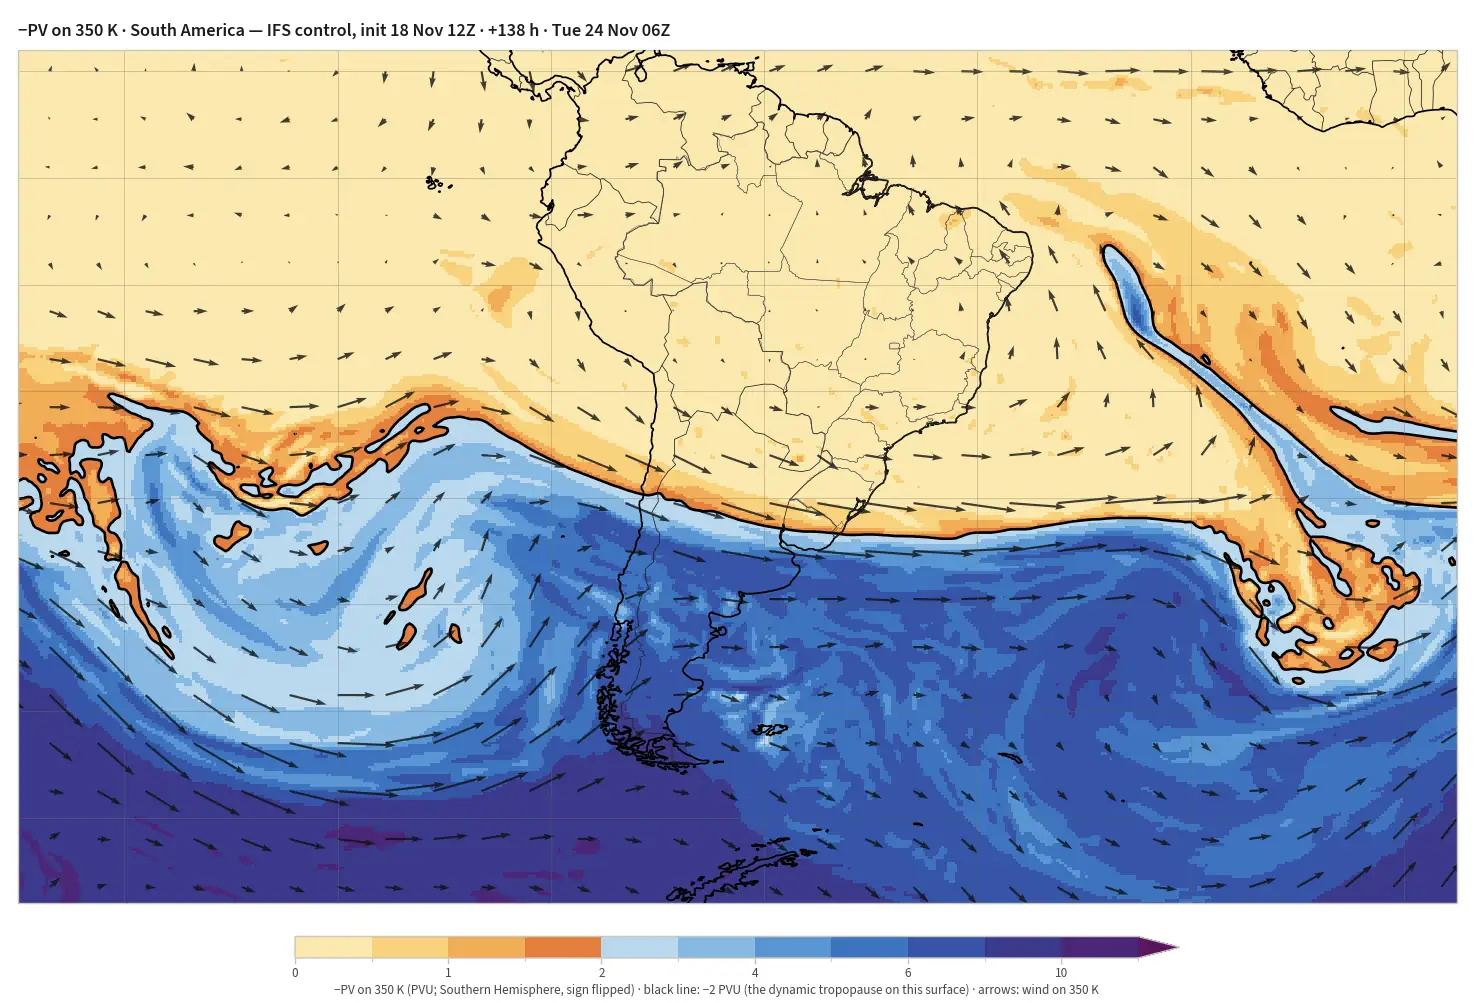 −PV on 350 K · South America — IFS control, init 18 Nov 12Z · +138 h · Tue 24 Nov 06Z
0 1 2 4 6 10
−PV on 350 K (PVU; Southern Hemisphere, sign flipped) · black line: −2 PVU (the dynamic tropopause on this surface) · arrows: wind on 350 K